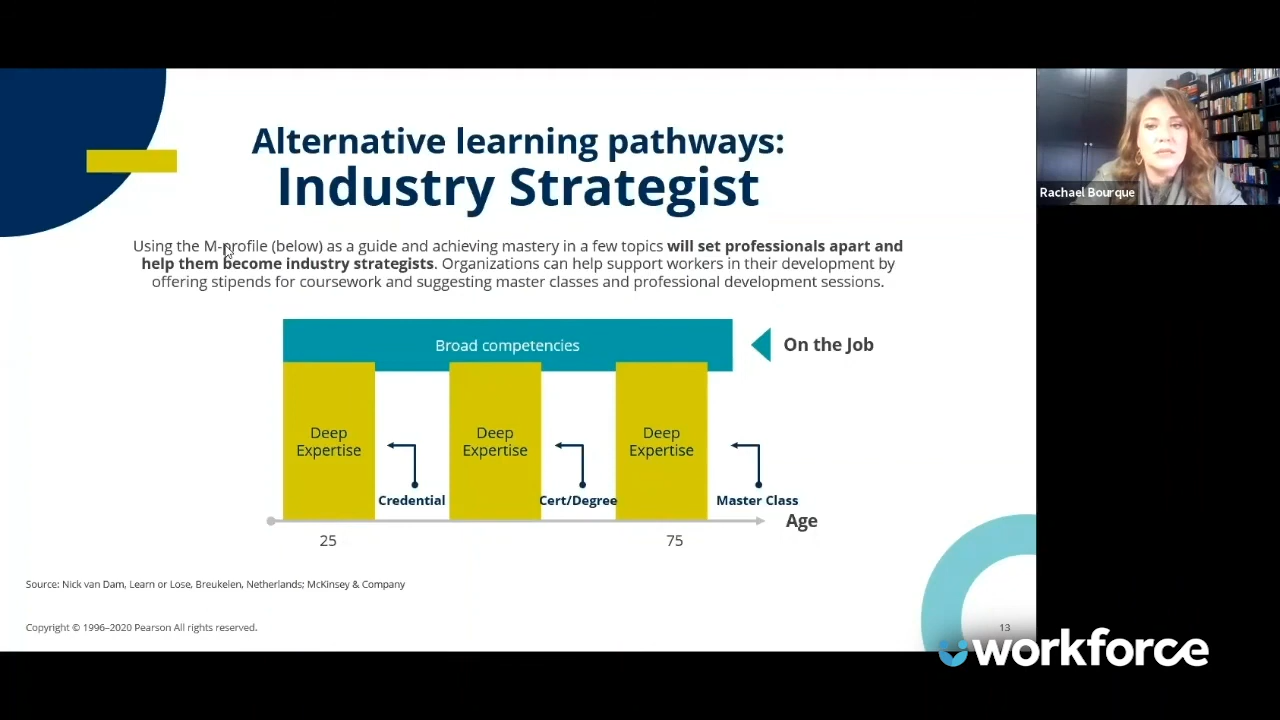 Alternative learning pathways:
Industry Strategist
Using the M-profile (below) as a guide and achieving mastery in a few topics will set professionals apart and
help them become industry strategists. Organizations can help support workers in their development by
offering stipends for coursework and suggesting master classes and professional development sessions.
Broad competencies
On the Job
Deep
Expertise
Deep
Expertise
Deep
Expertise
Credential
Cert/Degree
Master Class
Age
25
75
Source: Nick van Dam, Learn or Lose, Breukelen, Netherlands; McKinsey & Company
Copyright © 1996–2020 Pearson All rights reserved.
13
Rachael Bourque
workforce